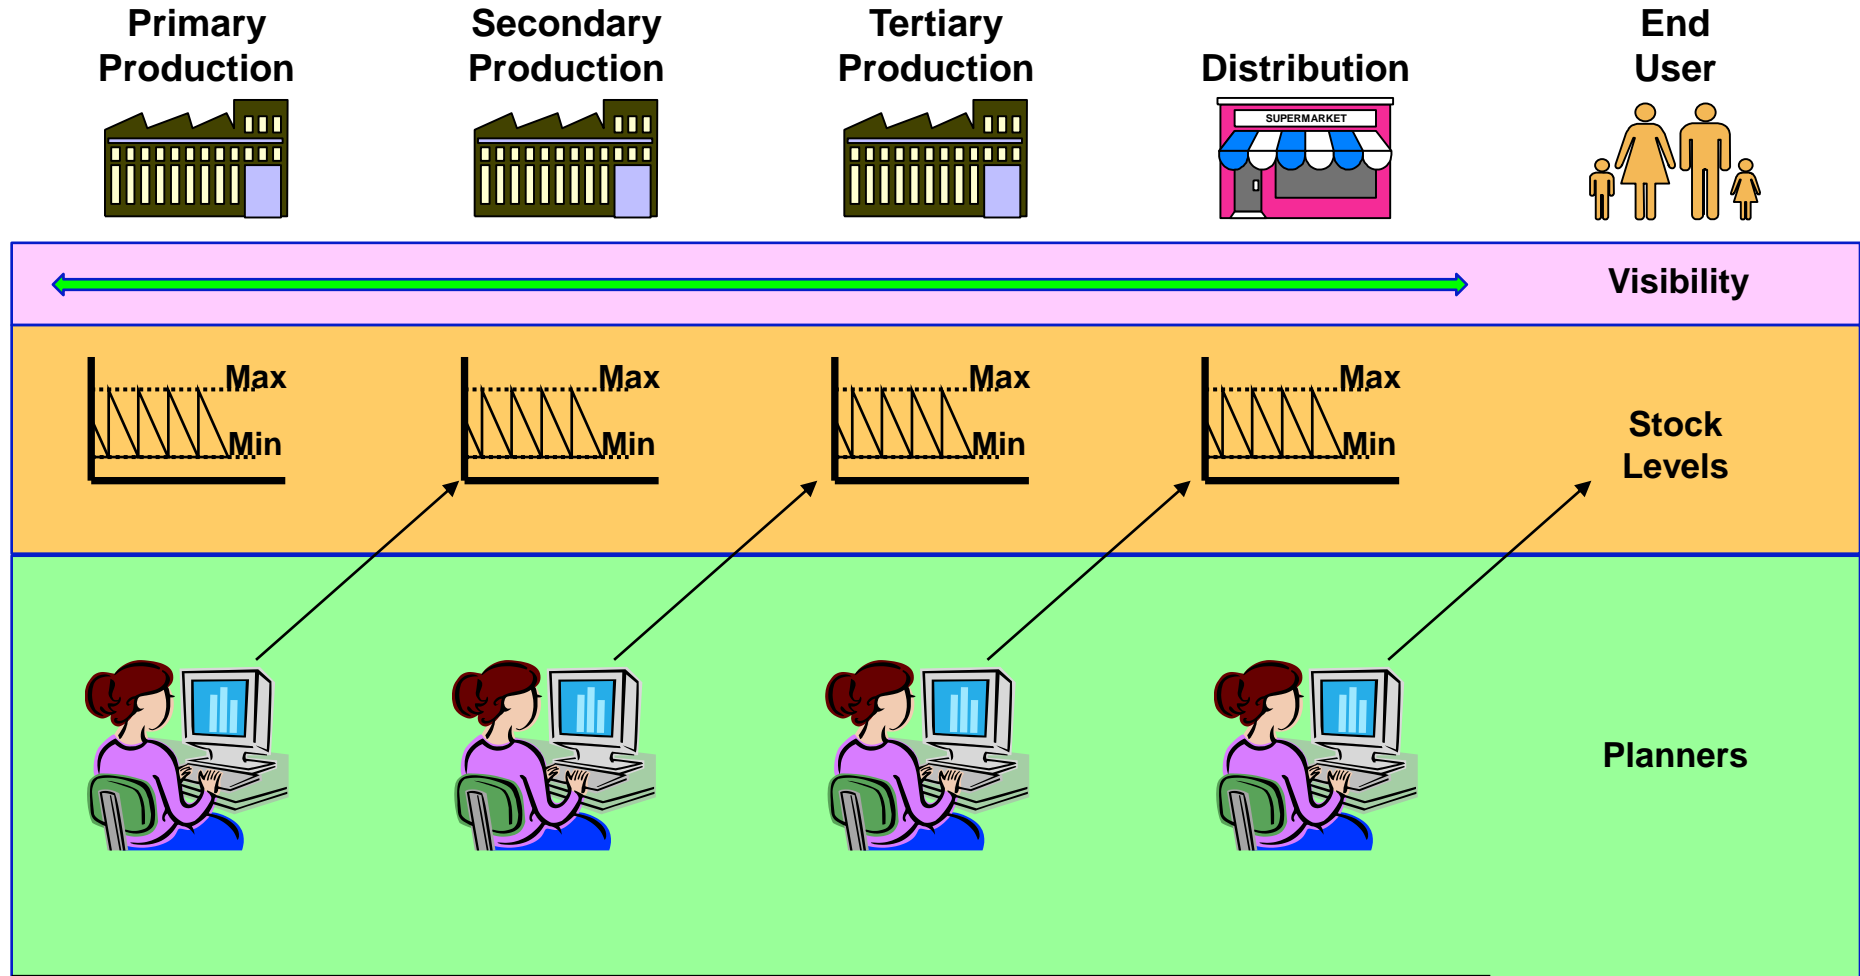 Primary
Production
Secondary
Production
Tertiary
Production
Distribution
End
User
SUPERMARKET
Visibility
Max
Min
Max
Min
Max
Min
Max
Min
Stock
Levels
Planners